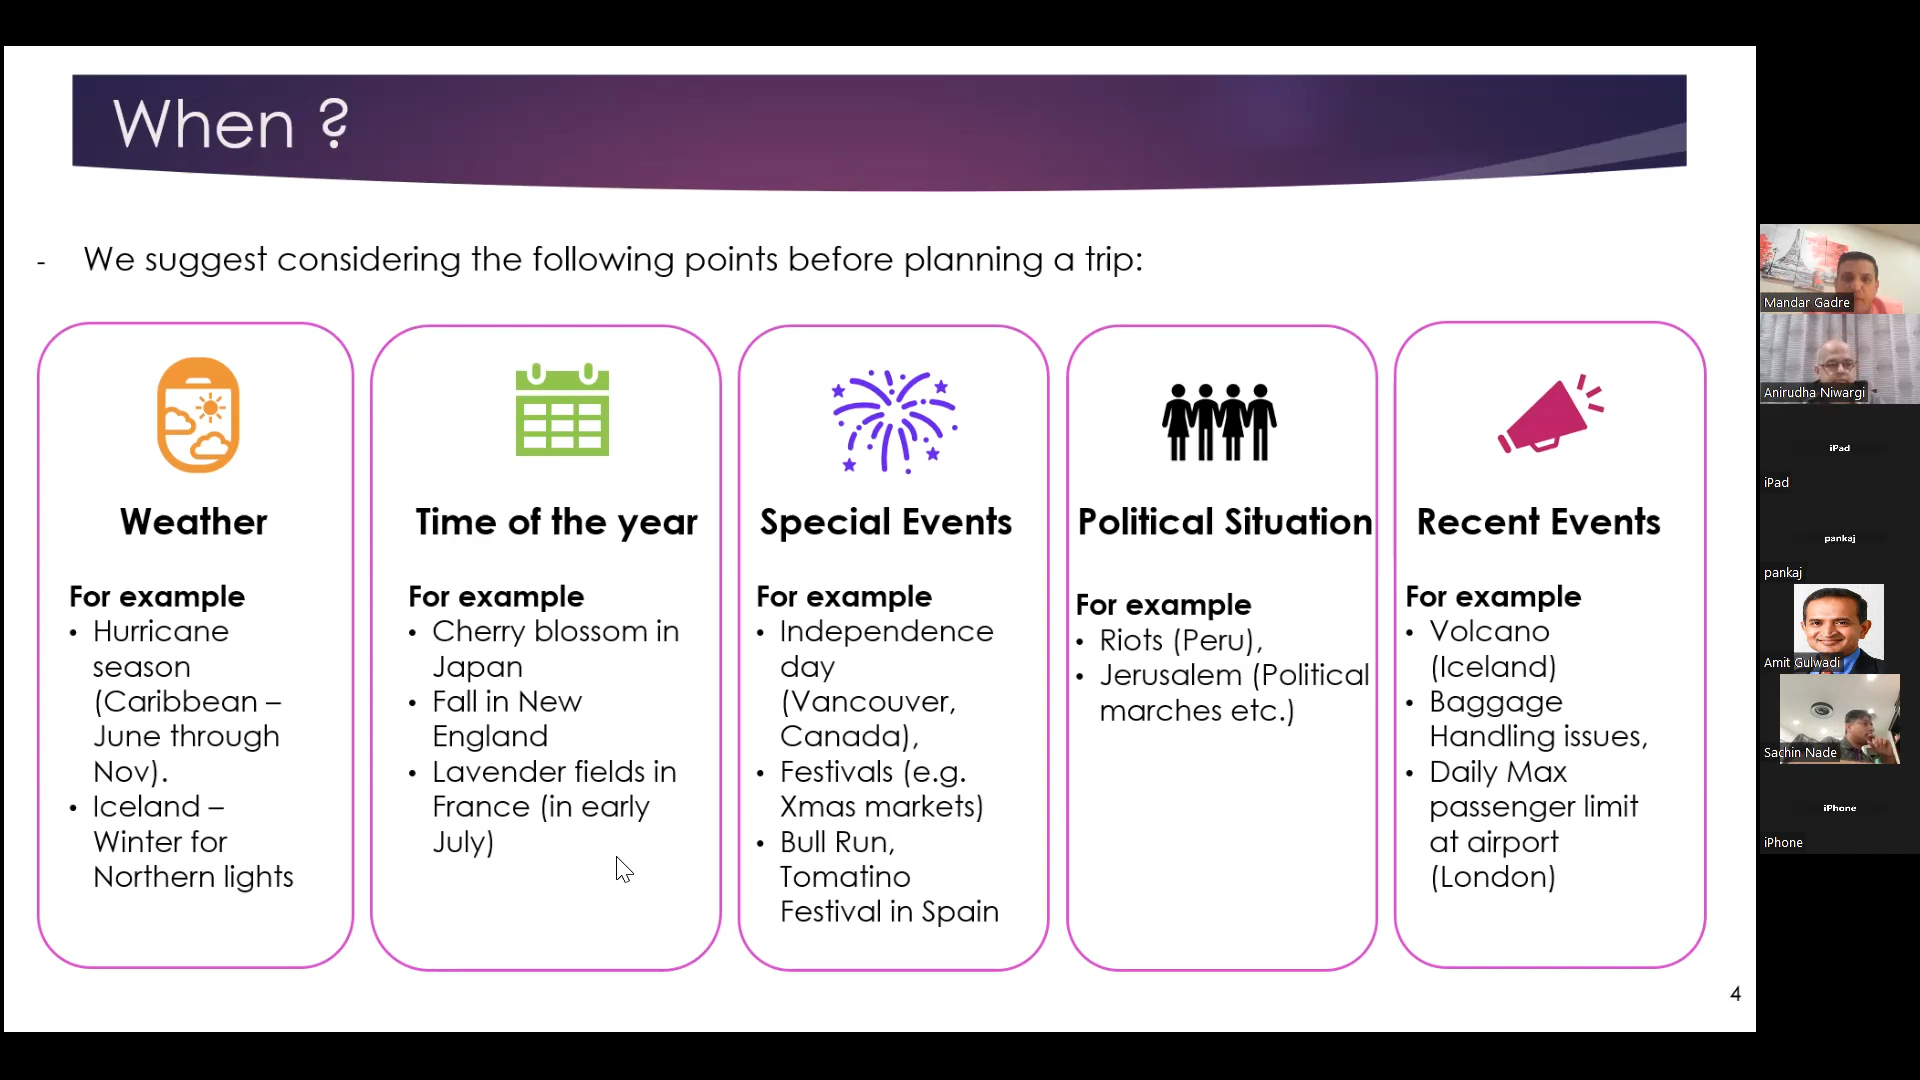 When ?
- We suggest considering the following points before planning a trip:
Weather
For example
• Hurricane
season
(Caribbean –
June through
Nov).
• Iceland –
Winter for
Northern lights
Time of the year
For example
• Cherry blossom in
Japan
• Fall in New
England
• Lavender fields in
France (in early
July)
Special Events
For example
• Independence
day
(Vancouver,
Canada),
• Festivals (e.g.
Xmas markets)
• Bull Run,
Tomatino
Festival in Spain
Political Situation
For example
• Riots (Peru),
• Jerusalem (Political
marches etc.)
Recent Events
For example
• Volcano
(Iceland)
• Baggage
Handling issues,
• Daily Max
passenger limit
at airport
(London)
4
Mandar Gadre
Anirudha Niwargi
iPad
iPad
pankaj
pankaj
Amit Gulwadi
Sachin Nade
iPhone
iPhone